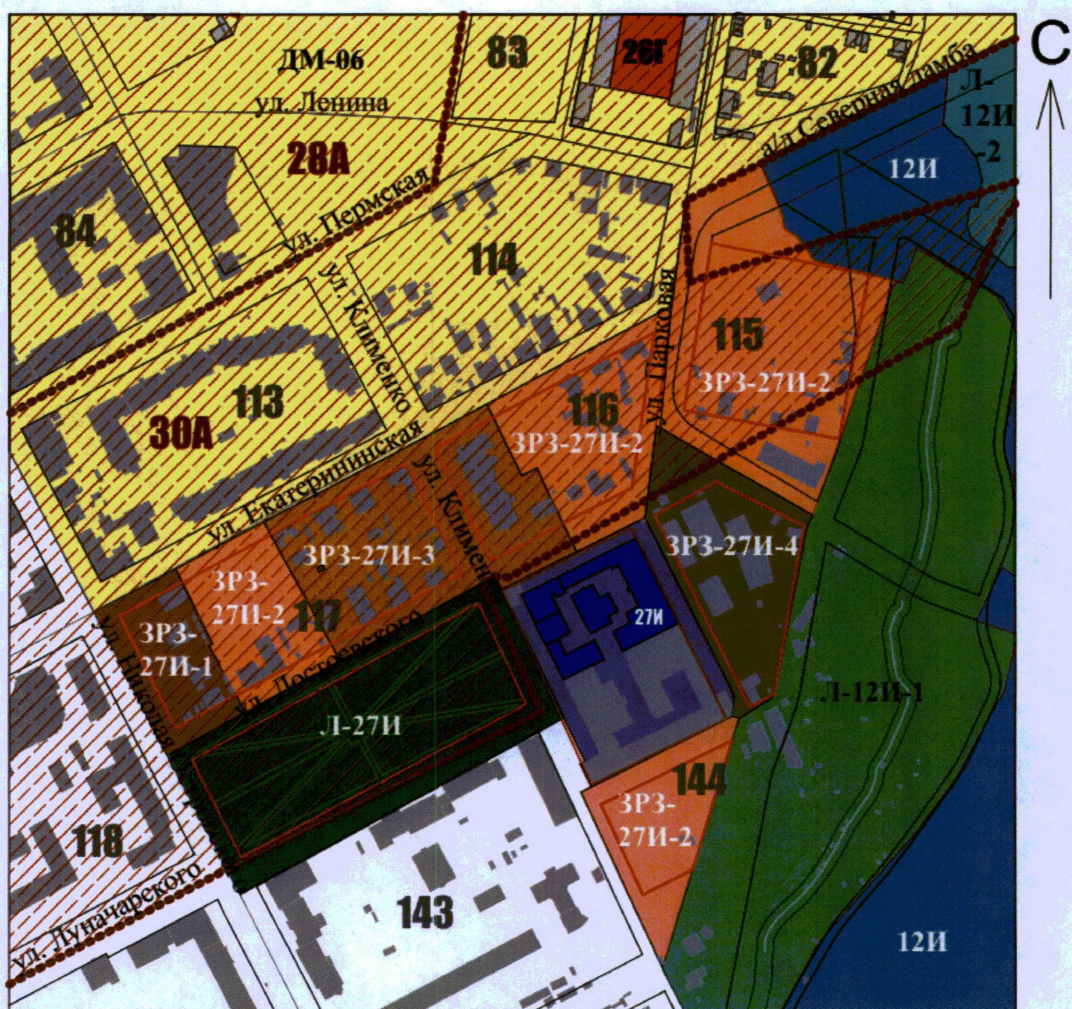 ДМ-06
83
26Г
82
С
ул. Ленина
а/д Северная дамба
Л-
12И
-2
28А
12И
84
ул. Пермская
114
ул. Клименко
ул. Парковая
115
ЗРЗ-27И-2
113
30А
116
ЗРЗ-27И-2
ул. Екатерининская
ул. Климен
ЗРЗ-27И-3
ЗРЗ-27И-4
ЗРЗ-
27И-2
117
27И
ЗРЗ-
27И-1
ул. Достоевского
ул. Николая
Л-27И
Л-12И-1
144
ЗРЗ-
27И-2
118
143
ул. Луначарского
12И